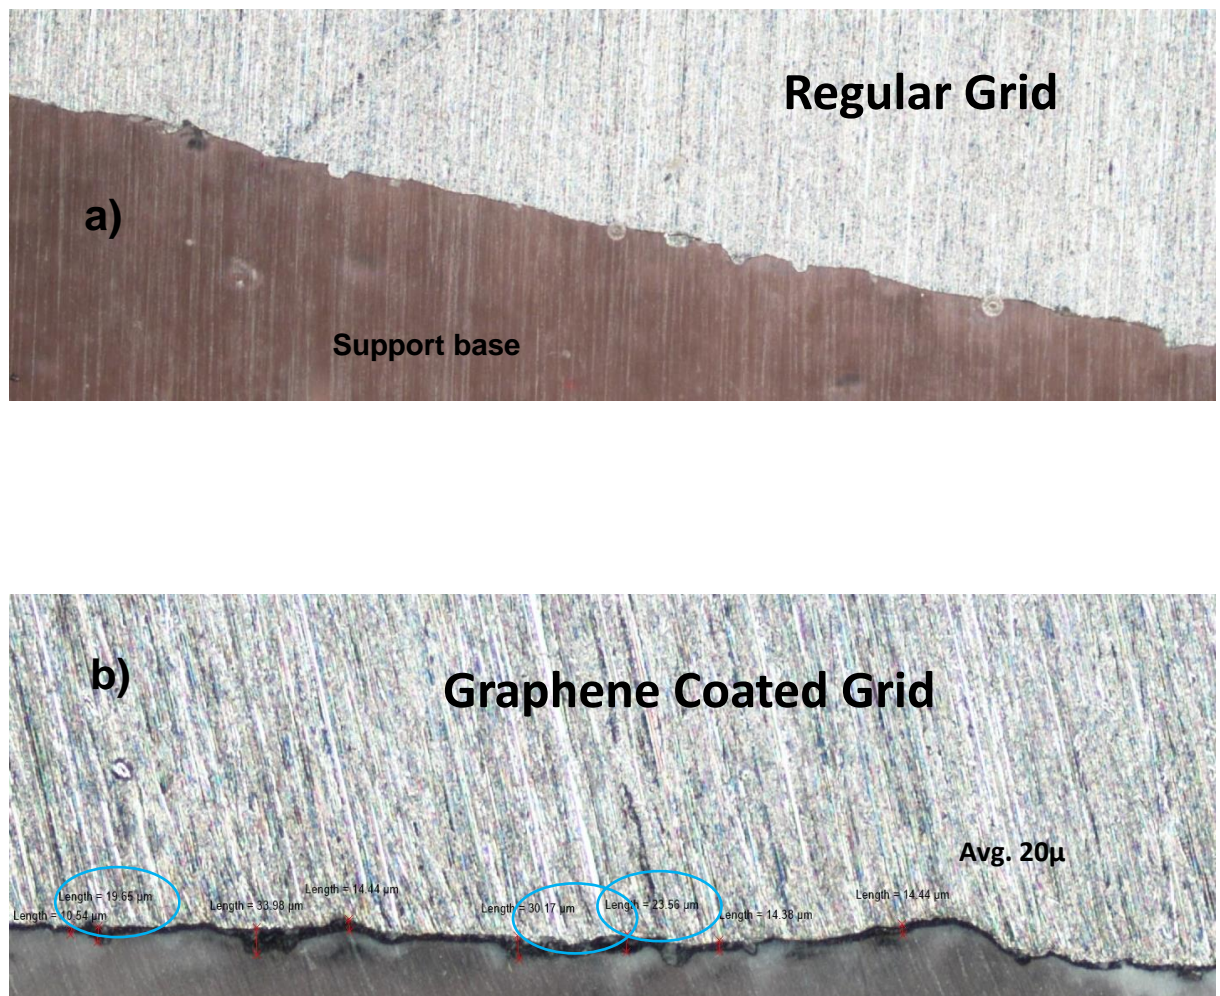 Regular Grid
a)
Support base
b)
Graphene Coated Grid
Avg. 20µ
Length = 19.65 µm
Length = 10.54 µm
Length = 33.98 µm
Length = 14.44 µm
Length = 30.17 µm
Length = 23.56 µm
Length = 14.38 µm
Length = 14.44 µm